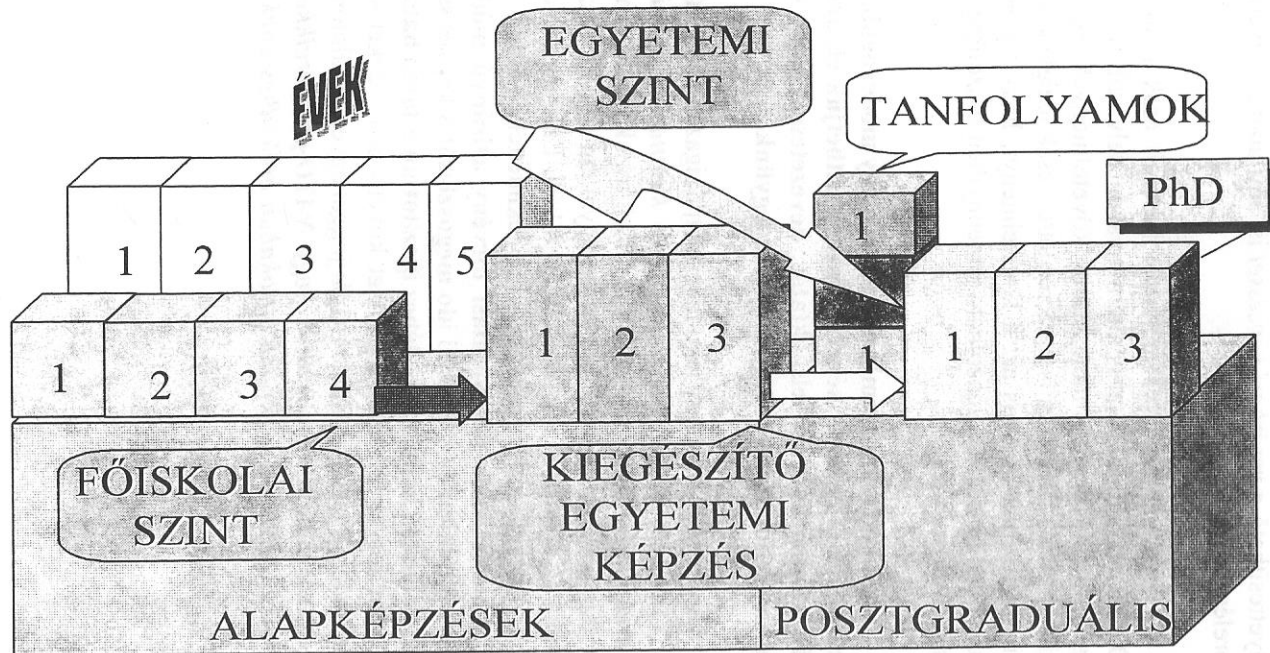 EGYETEMI
SZINT
ÉVEK
TANFOLYAMOK
PhD
1 2 3 4 5
1
1 2 3
1
1 2 3
1 2 3 4
FŐISKOLAI
SZINT
KIEGÉSZÍTŐ
EGYETEMI
KÉPZÉS
ALAPKÉPZÉSEK
POSZTGRADUÁLIS